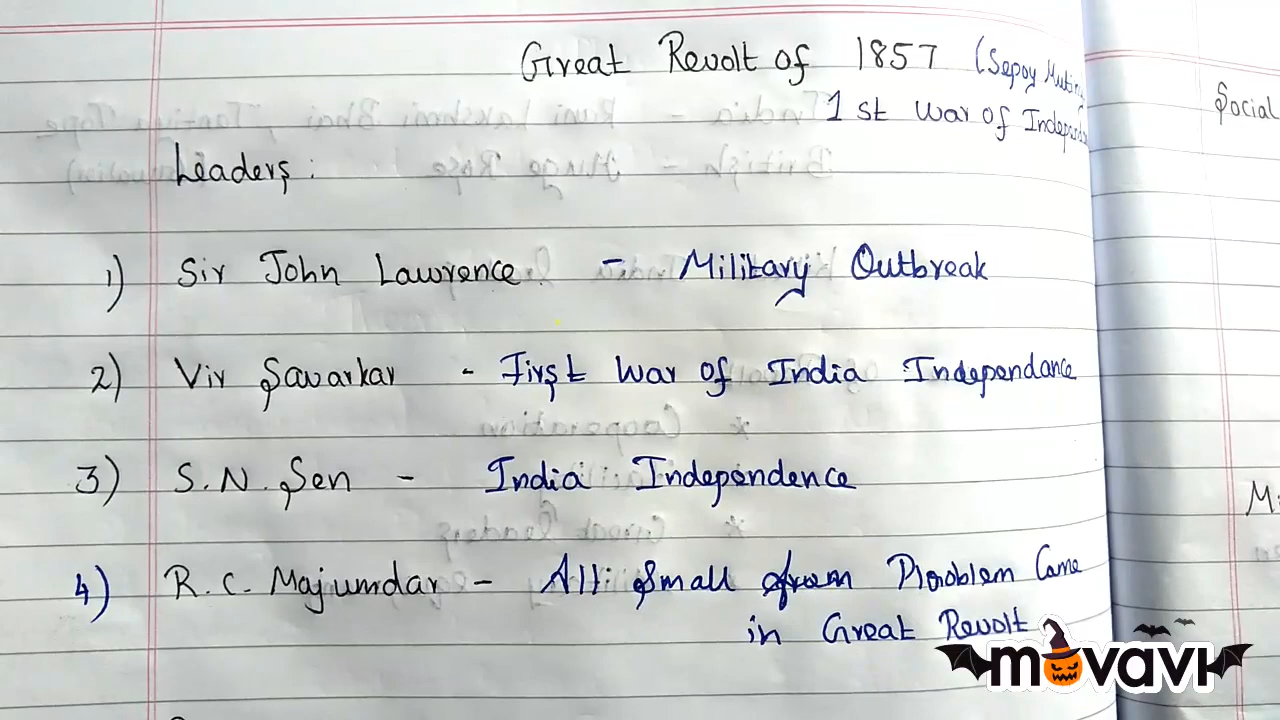 Great Revolt of 1857 (Sepoy Mutiny
1st War of Independ
Leaders:
1) Sir John Lawrence - Military Outbreak
2) Vir Savarkar - First War of India Independance
3) S.N. Sen - India Independence
4) R.C. Majumdar - All small from Problem Came
in Great Revolt
Social
M
movavi